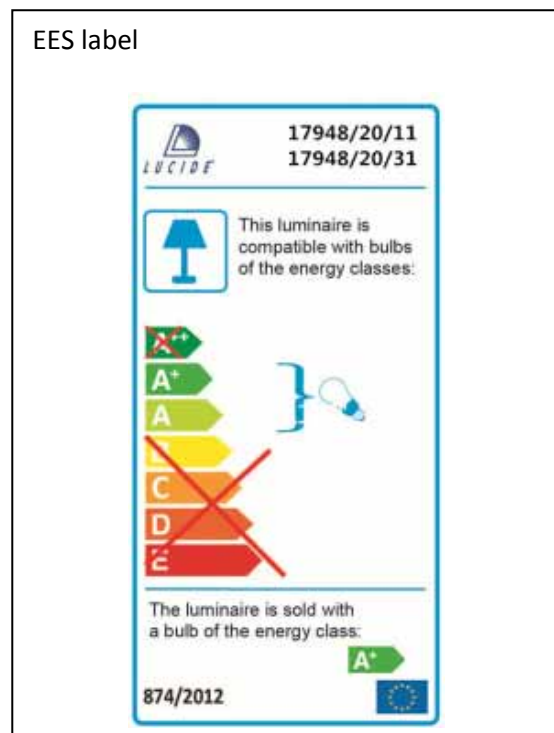 EES label
17948/20/11
LUCIDE
17948/20/31
This luminaire is
compatible with bulbs
of the energy classes:
A++
A+
A
C
D
E
The luminaire is sold with
a bulb of the energy class:
A+
874/2012